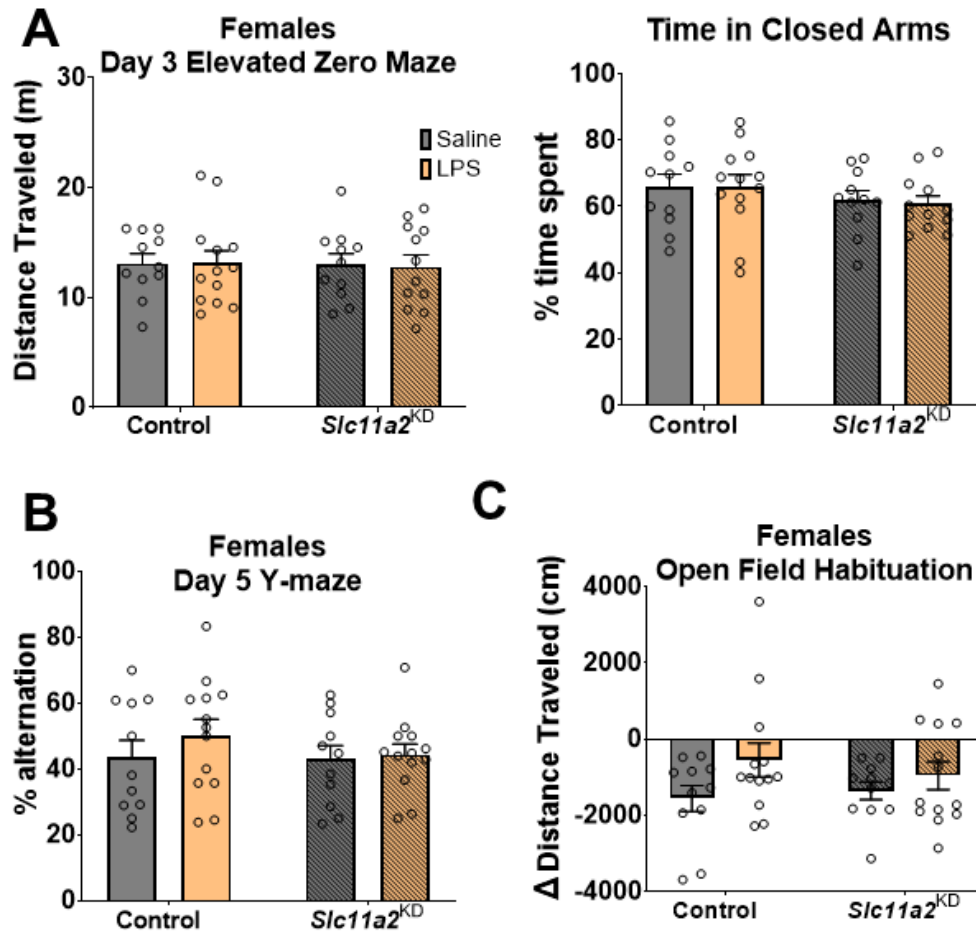 A
Females
Day 3 Elevated Zero Maze
Distance Traveled (m)
30
20
10
0
Saline
LPS
Control
Slc11a2KD
Time in Closed Arms
% time spent
100
80
60
40
20
0
Control
Slc11a2KD
B
Females
Day 5 Y-maze
% alternation
100
80
60
40
20
0
Control
Slc11a2KD
C
Females
Open Field Habituation
Δ Distance Traveled (cm)
4000
2000
0
-2000
-4000
Control
Slc11a2KD